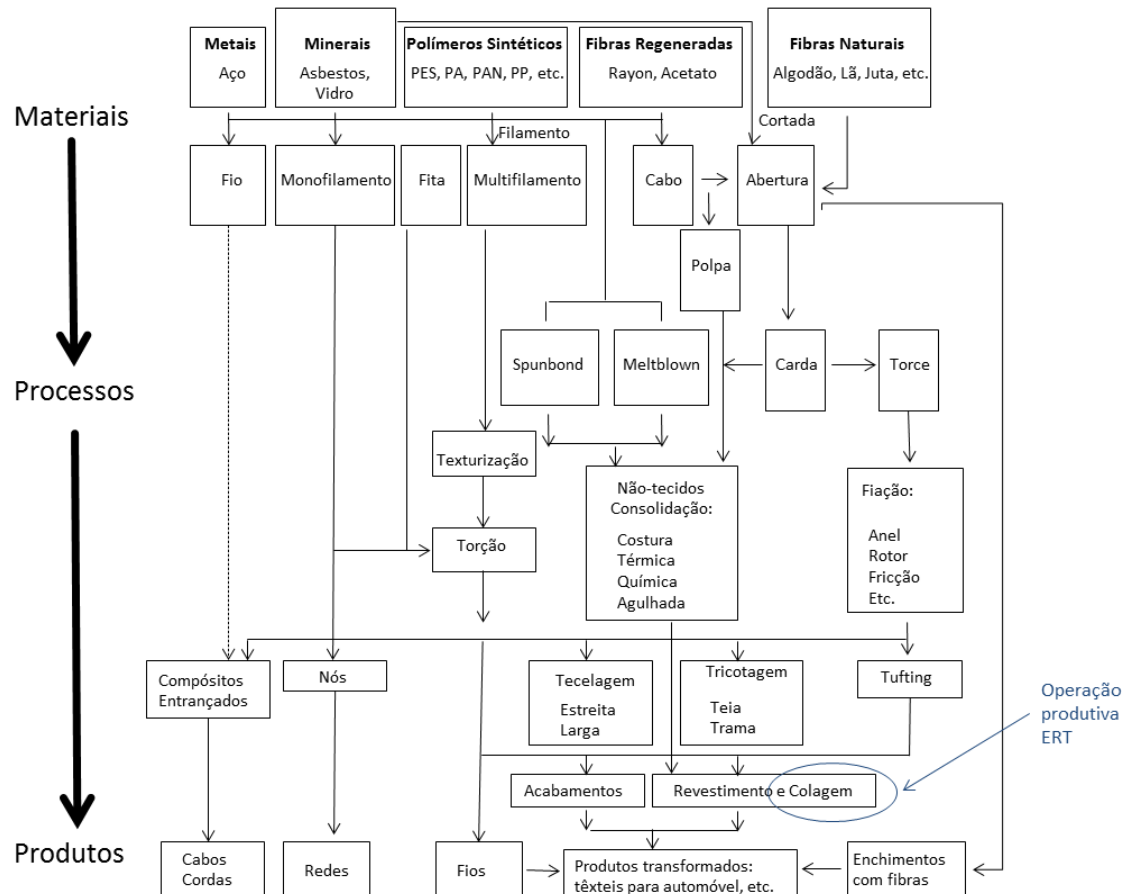 Metais
Aço
Minerais
Asbestos,
Vidro
Polímeros Sintéticos
PES, PA, PAN, PP, etc.
Fibras Regeneradas
Rayon, Acetato
Fibras Naturais
Algodão, Lã, Juta, etc.
Materiais
Filamento
Cortada
Fio
Monofilamento
Fita
Multifilamento
Cabo
Abertura
Polpa
Spunbond
Meltblown
Carda
Torce
Processos
Texturização
Não-tecidos
Consolidação:
Costura
Térmica
Química
Agulhada
Fiação:
Anel
Rotor
Fricção
Etc.
Torção
Compósitos
Entrançados
Nós
Tecelagem
Estreita
Larga
Tricotagem
Teia
Trama
Tufting
Operação
produtiva
ERT
Acabamentos
Revestimento e Colagem
Produtos
Cabos
Cordas
Redes
Fios
Produtos transformados:
têxteis para automóvel, etc.
Enchimentos
com fibras